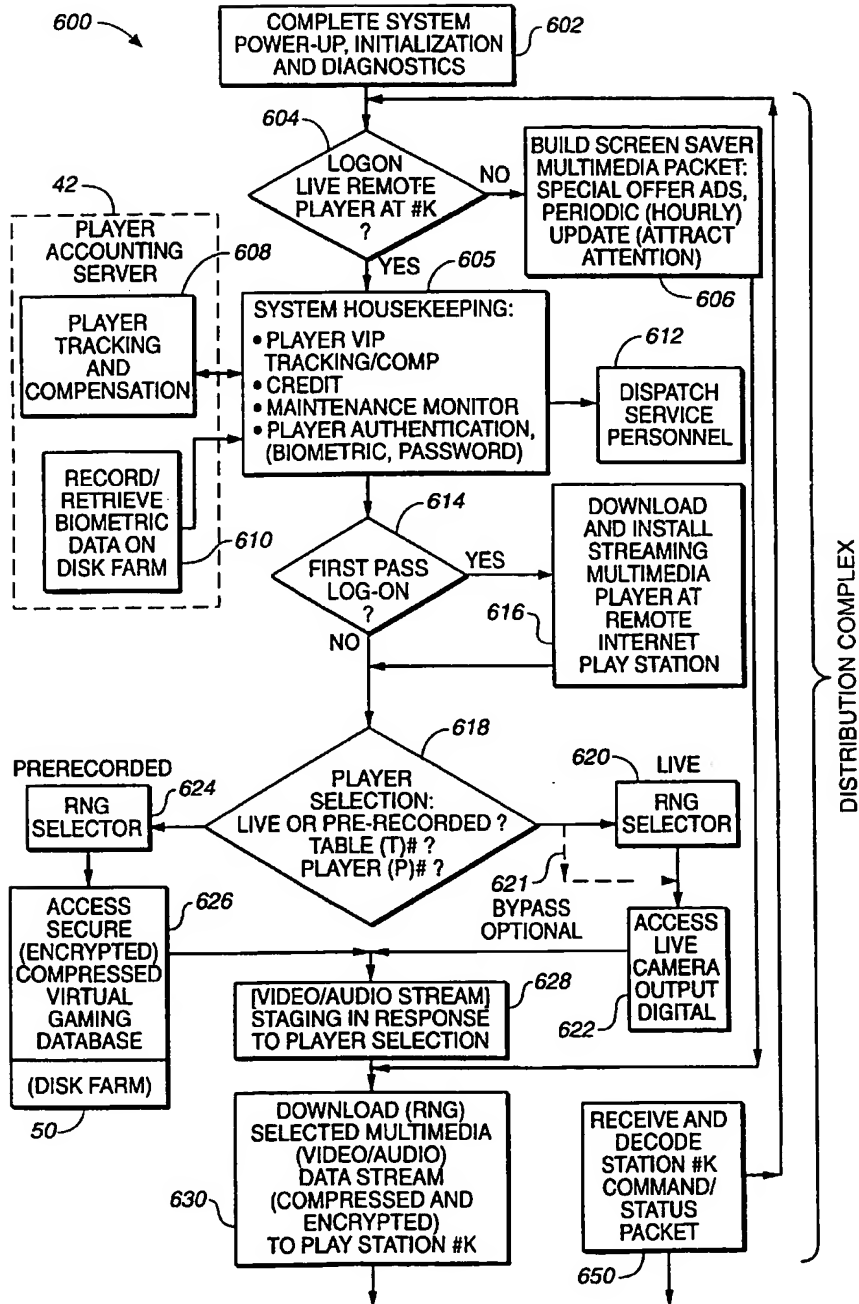 600
COMPLETE SYSTEM
POWER-UP, INITIALIZATION
AND DIAGNOSTICS
602
604
LOGON
LIVE REMOTE
PLAYER AT #K
?
NO
YES
BUILD SCREEN SAVER
MULTIMEDIA PACKET:
SPECIAL OFFER ADS,
PERIODIC (HOURLY)
UPDATE (ATTRACT
ATTENTION)
606
42
PLAYER
ACCOUNTING
SERVER
608
PLAYER
TRACKING
AND
COMPENSATION
RECORD/
RETRIEVE
BIOMETRIC
DATA ON
DISK FARM
610
605
SYSTEM HOUSEKEEPING:
• PLAYER VIP
TRACKING/COMP
• CREDIT
• MAINTENANCE MONITOR
• PLAYER AUTHENTICATION,
(BIOMETRIC, PASSWORD)
612
DISPATCH
SERVICE
PERSONNEL
614
FIRST PASS
LOG-ON
?
YES
NO
DOWNLOAD
AND INSTALL
STREAMING
MULTIMEDIA
PLAYER AT
REMOTE
INTERNET
PLAY STATION
616
618
PLAYER
SELECTION:
LIVE OR PRE-RECORDED ?
TABLE (T)# ?
PLAYER (P)# ?
PRERECORDED
624
RNG
SELECTOR
620
LIVE
RNG
SELECTOR
621
BYPASS
OPTIONAL
626
ACCESS
SECURE
(ENCRYPTED)
COMPRESSED
VIRTUAL
GAMING
DATABASE
(DISK FARM)
50
ACCESS
LIVE
CAMERA
OUTPUT
DIGITAL
622
628
[VIDEO/AUDIO STREAM]
STAGING IN RESPONSE
TO PLAYER SELECTION
DOWNLOAD (RNG)
SELECTED MULTIMEDIA
(VIDEO/AUDIO)
DATA STREAM
(COMPRESSED AND
ENCRYPTED)
TO PLAY STATION #K
630
RECEIVE AND
DECODE
STATION #K
COMMAND/
STATUS
PACKET
650
DISTRIBUTION COMPLEX